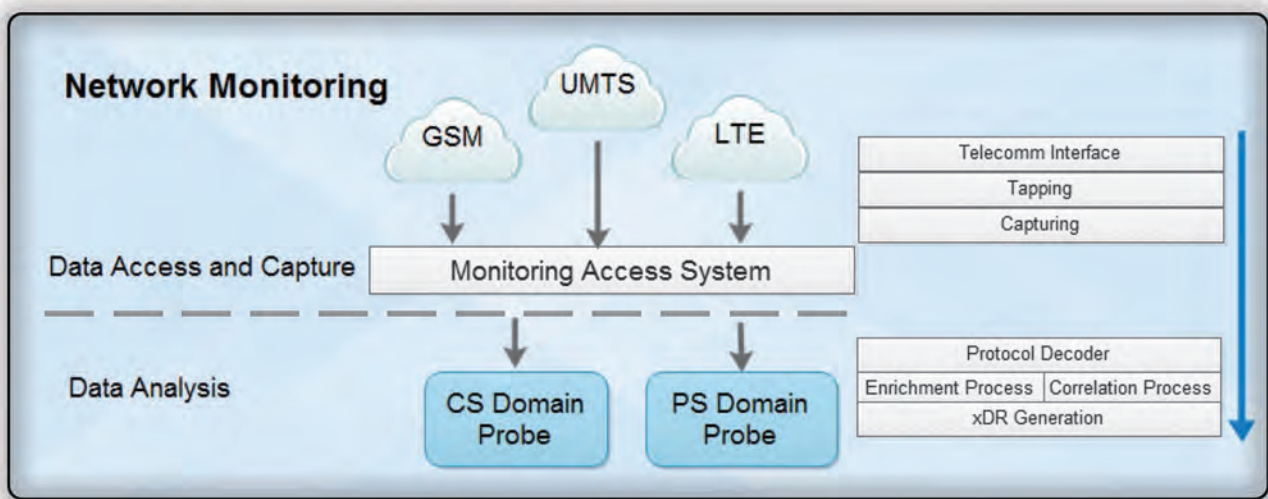 Network Monitoring
GSM
UMTS
LTE
Data Access and Capture
Monitoring Access System
Telecomm Interface
Tapping
Capturing
Data Analysis
CS Domain
Probe
PS Domain
Probe
Protocol Decoder
Enrichment Process
Correlation Process
xDR Generation